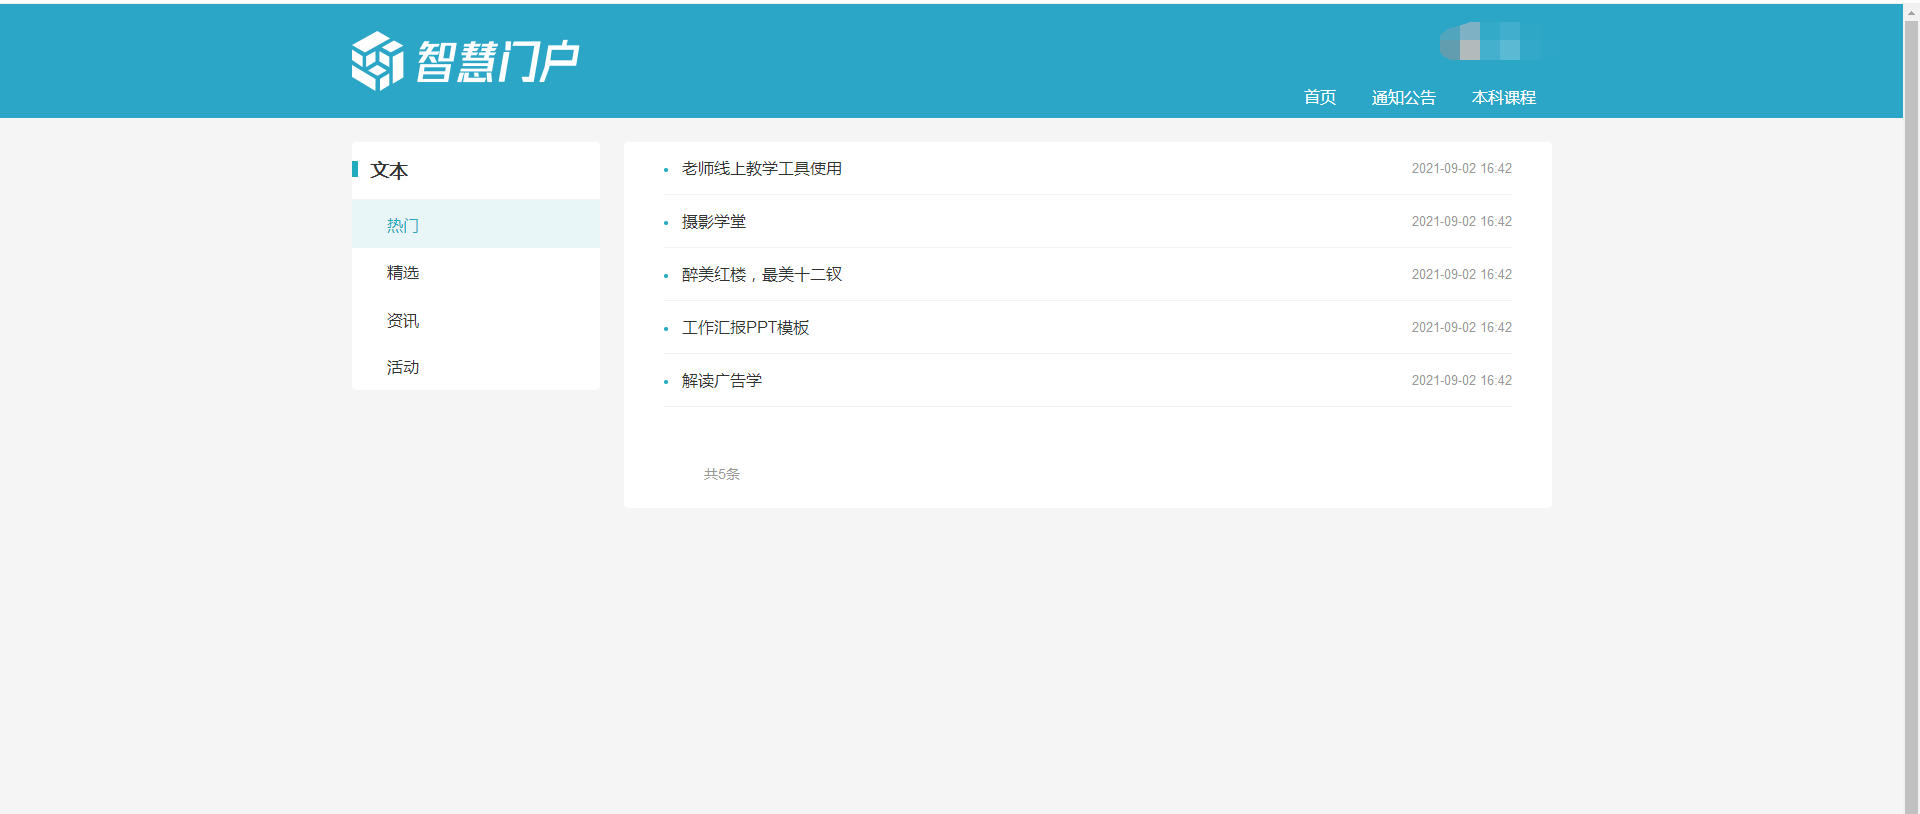 智慧门户
首页 通知公告 本科课程
文本
热门
精选
资讯
活动
老师线上教学工具使用 2021-09-02 16:42
摄影学堂 2021-09-02 16:42
醉美红楼，最美十二钗 2021-09-02 16:42
工作汇报PPT模板 2021-09-02 16:42
解读广告学 2021-09-02 16:42
共5条